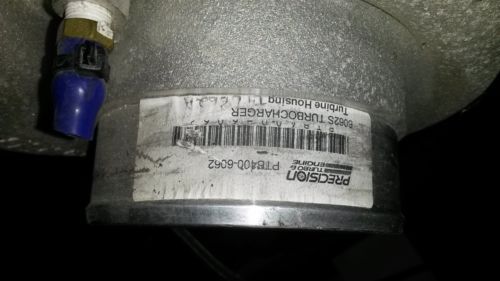 PRECISION
TURBO &
ENGINE
PTB400-6062
6062S TURBOCHARGER
Turbine Housing